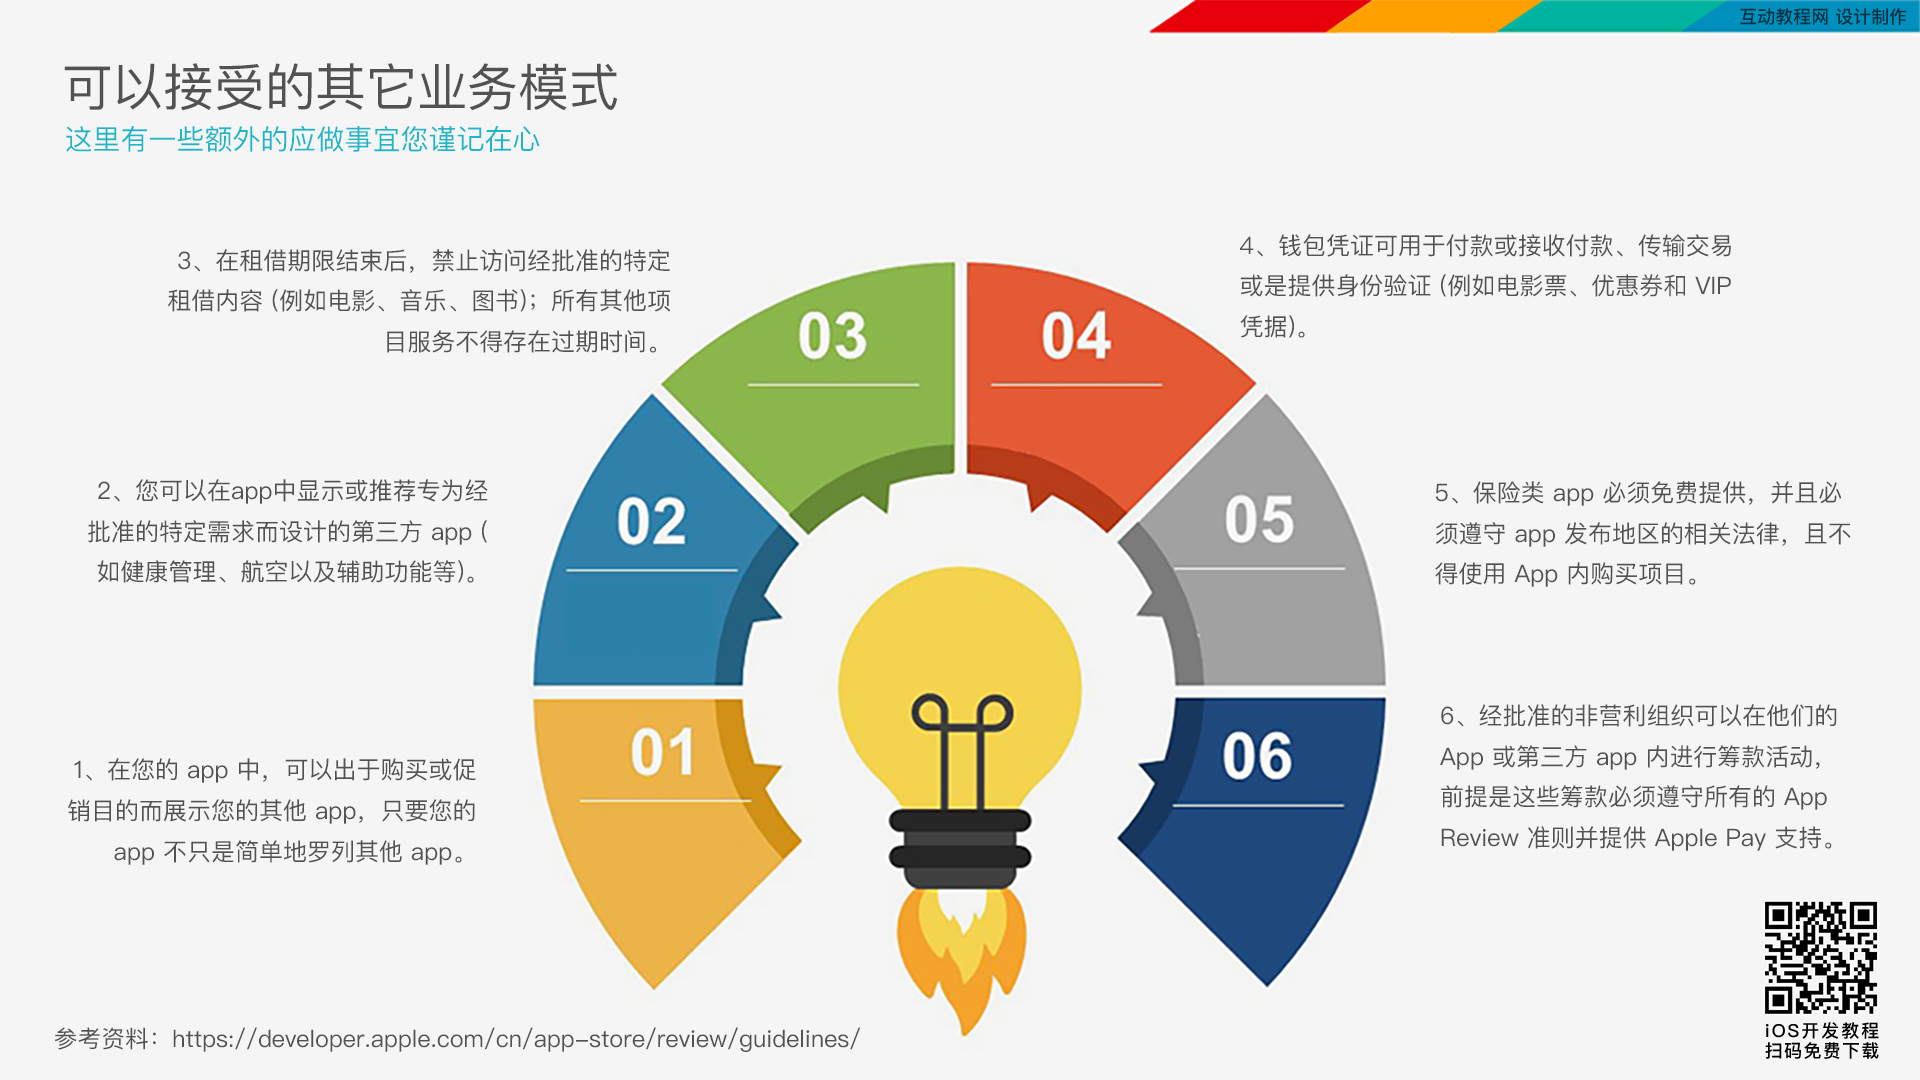 互动教程网 设计制作
可以接受的其它业务模式
这里有一些额外的应做事宜您谨记在心
3、在租借期限结束后，禁止访问经批准的特定
租借内容 (例如电影、音乐、图书)；所有其他项
目服务不得存在过期时间。
4、钱包凭证可用于付款或接收付款、传输交易
或是提供身份验证 (例如电影票、优惠券和 VIP
凭据)。
03
04
2、您可以在app中显示或推荐专为经
批准的特定需求而设计的第三方 app (
如健康管理、航空以及辅助功能等)。
02
05
5、保险类 app 必须免费提供，并且必
须遵守 app 发布地区的相关法律，且不
得使用 App 内购买项目。
1、在您的 app 中，可以出于购买或促
销目的而展示您的其他 app，只要您的
app 不只是简单地罗列其他 app。
01
06
6、经批准的非营利组织可以在他们的
App 或第三方 app 内进行筹款活动，
前提是这些筹款必须遵守所有的 App
Review 准则并提供 Apple Pay 支持。
参考资料：https://developer.apple.com/cn/app-store/review/guidelines/
iOS开发教程
扫码免费下载